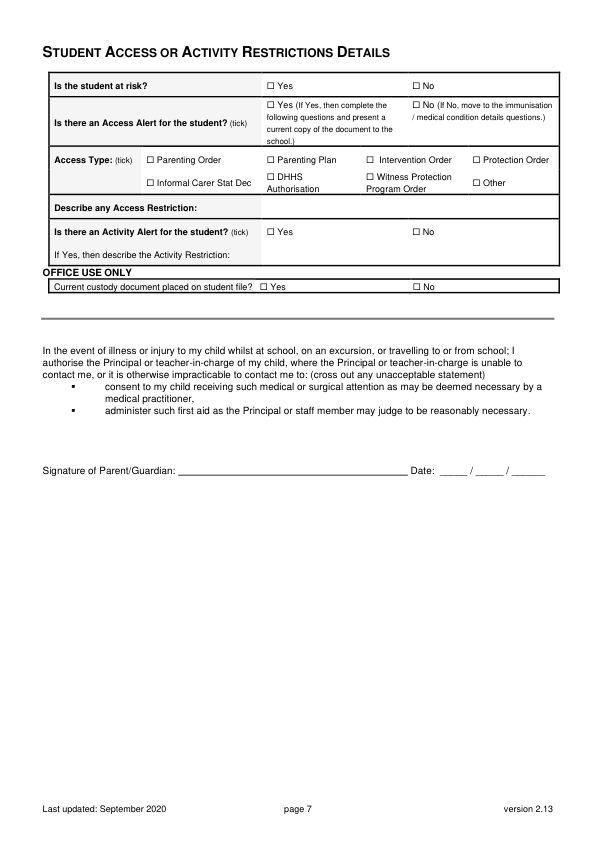 STUDENT ACCESS OR ACTIVITY RESTRICTIONS DETAILS
Is the student at risk? ☐ Yes ☐ No
Is there an Access Alert for the student? (tick) ☐ Yes (If Yes, then complete the following questions and present a current copy of the document to the school.) ☐ No (If No, move to the immunisation / medical condition details questions.)
Access Type: (tick) ☐ Parenting Order ☐ Parenting Plan ☐ Intervention Order ☐ Protection Order
☐ Informal Carer Stat Dec ☐ DHHS Authorisation ☐ Witness Protection Program Order ☐ Other
Describe any Access Restriction:
Is there an Activity Alert for the student? (tick) ☐ Yes ☐ No
If Yes, then describe the Activity Restriction:
OFFICE USE ONLY
Current custody document placed on student file? ☐ Yes ☐ No
In the event of illness or injury to my child whilst at school, on an excursion, or travelling to or from school; I
authorise the Principal or teacher-in-charge of my child, where the Principal or teacher-in-charge is unable to
contact me, or it is otherwise impracticable to contact me to: (cross out any unacceptable statement)
▪ consent to my child receiving such medical or surgical attention as may be deemed necessary by a
medical practitioner,
▪ administer such first aid as the Principal or staff member may judge to be reasonably necessary.
Signature of Parent/Guardian: __________________________________________ Date: _____ / _____ / ______
Last updated: September 2020 page 7 version 2.13